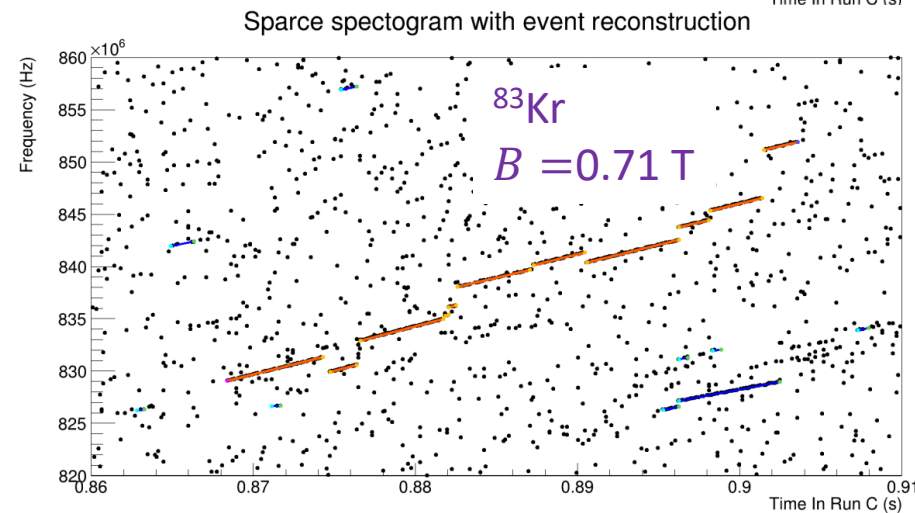 Time In Run C (s)
Sparce spectogram with event reconstruction
×10⁶
Frequency (Hz)
860
855
850
845
840
835
830
825
820
⁸³Kr
B =0.71 T
0.86 0.87 0.88 0.89 0.9 0.91
Time In Run C (s)